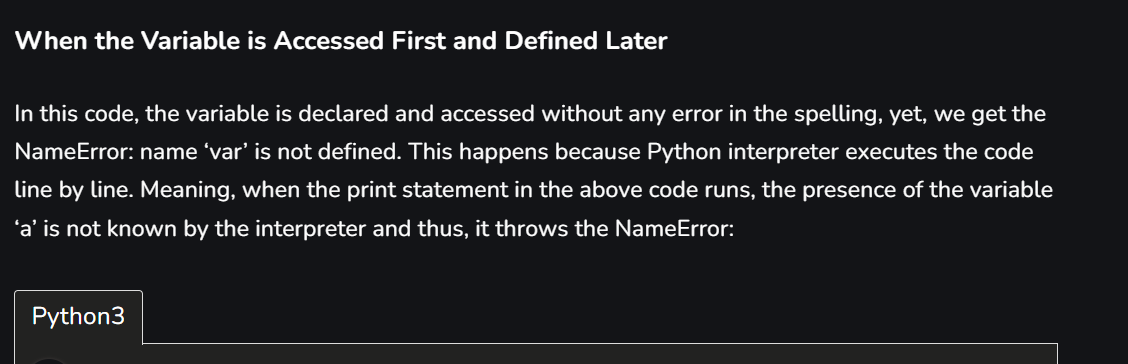 When the Variable is Accessed First and Defined Later
In this code, the variable is declared and accessed without any error in the spelling, yet, we get the
NameError: name ‘var’ is not defined. This happens because Python interpreter executes the code
line by line. Meaning, when the print statement in the above code runs, the presence of the variable
‘a’ is not known by the interpreter and thus, it throws the NameError:
Python3